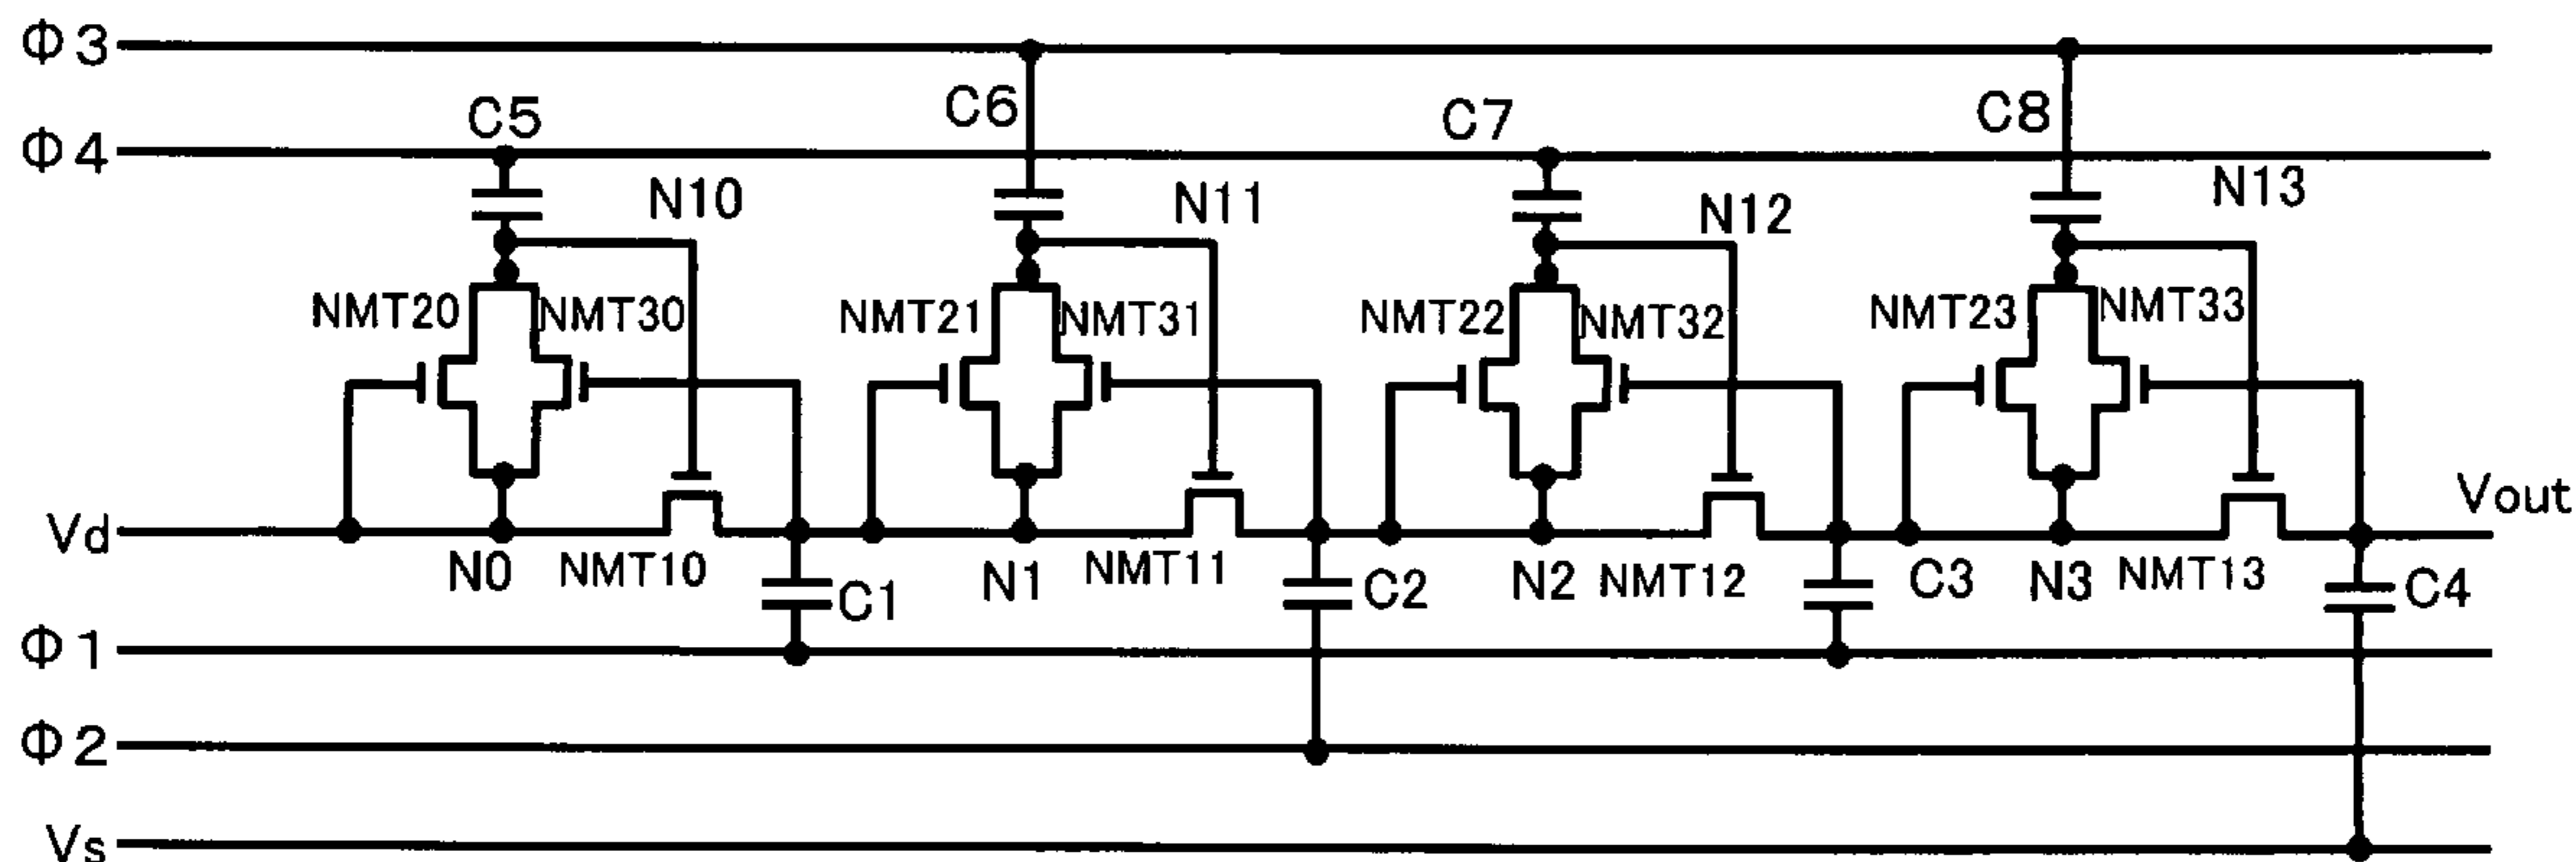 Φ3
C6
C8
C5
C7
Φ4
N10
N11
N12
N13
NMT20
NMT30
NMT21
NMT31
NMT22
NMT32
NMT23
NMT33
Vd
Vout
N0
NMT10
C1
N1
NMT11
C2
N2
NMT12
C3
N3
NMT13
C4
Φ1
Φ2
Vs